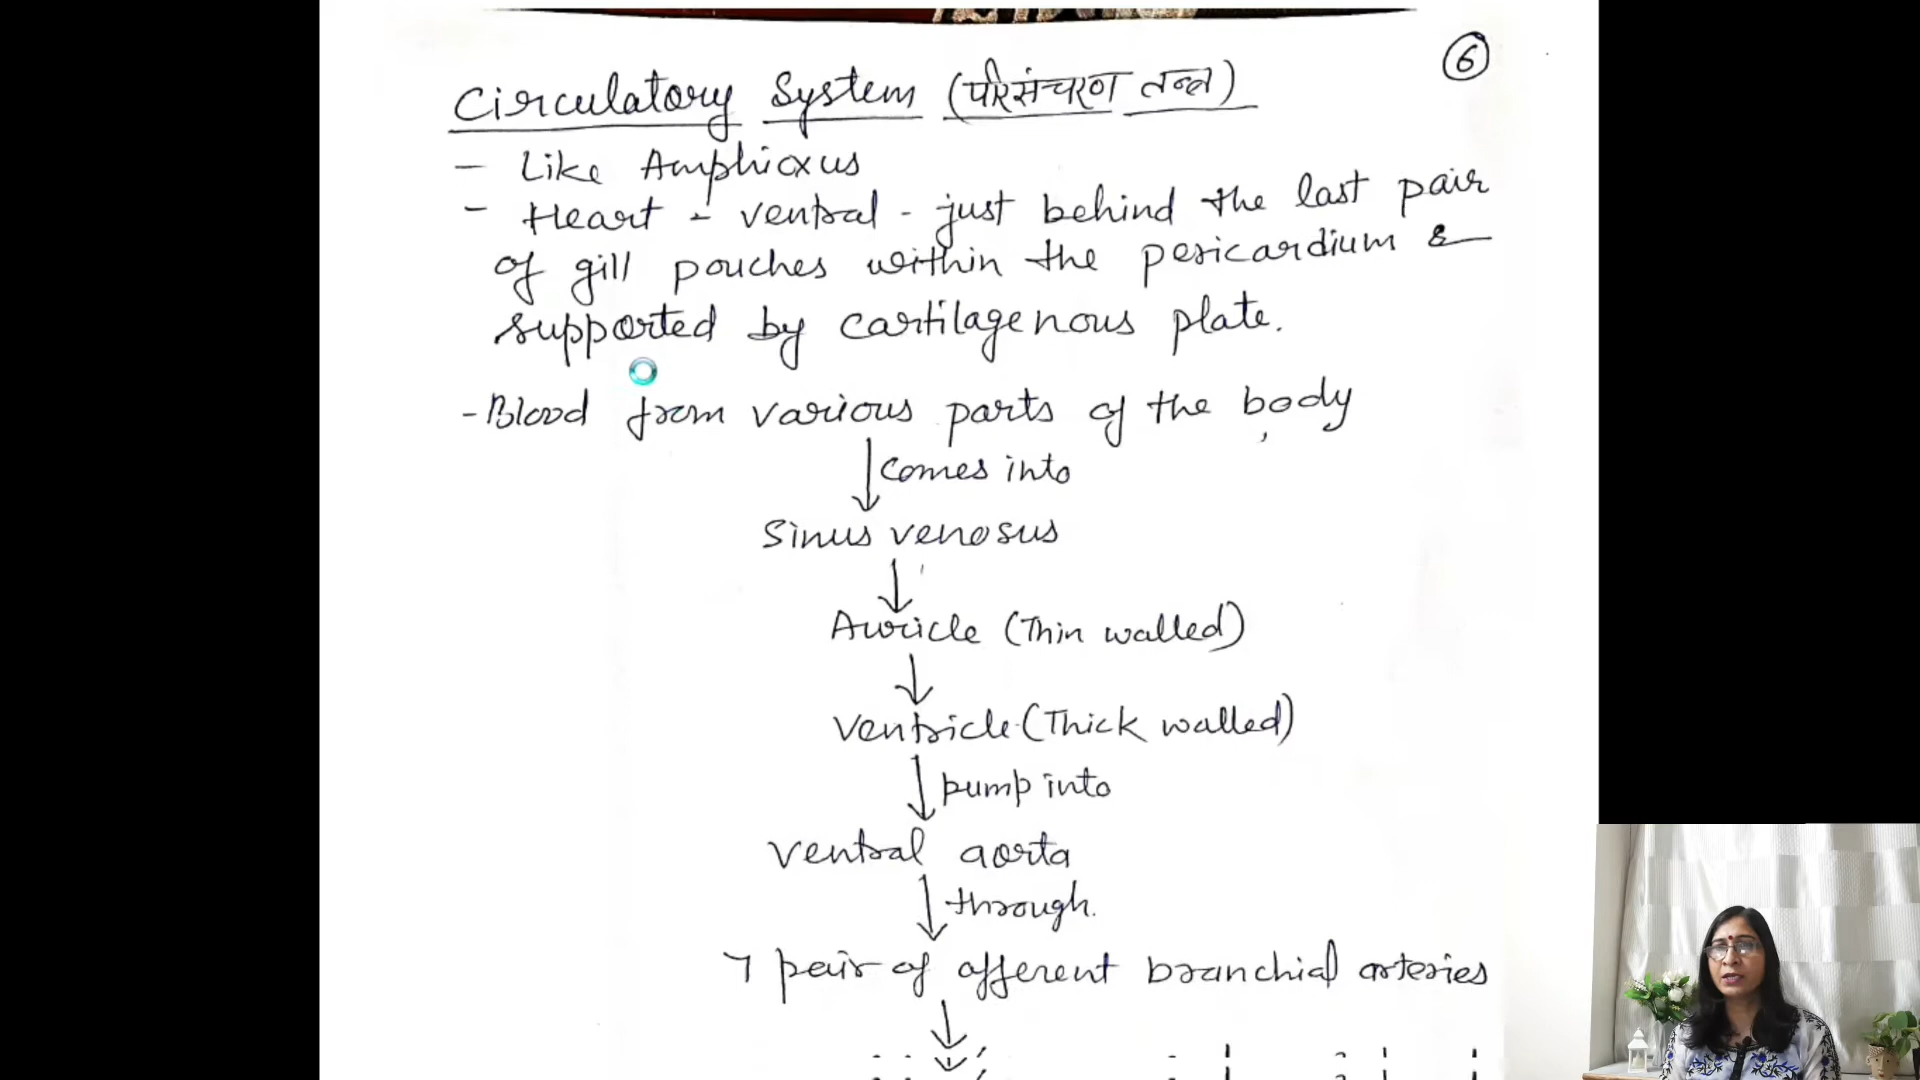 6
Circulatory System (परिसंचरण तन्त्र)
- Like Amphioxus
- Heart - ventral - just behind the last pair
of gill pouches within the pericardium &
supported by cartilagenous plate.
- Blood from various parts of the body
comes into
Sinus venosus
Auricle (Thin walled)
Ventricle (Thick walled)
pump into
ventral aorta
through.
7 pair of afferent branchial arteries